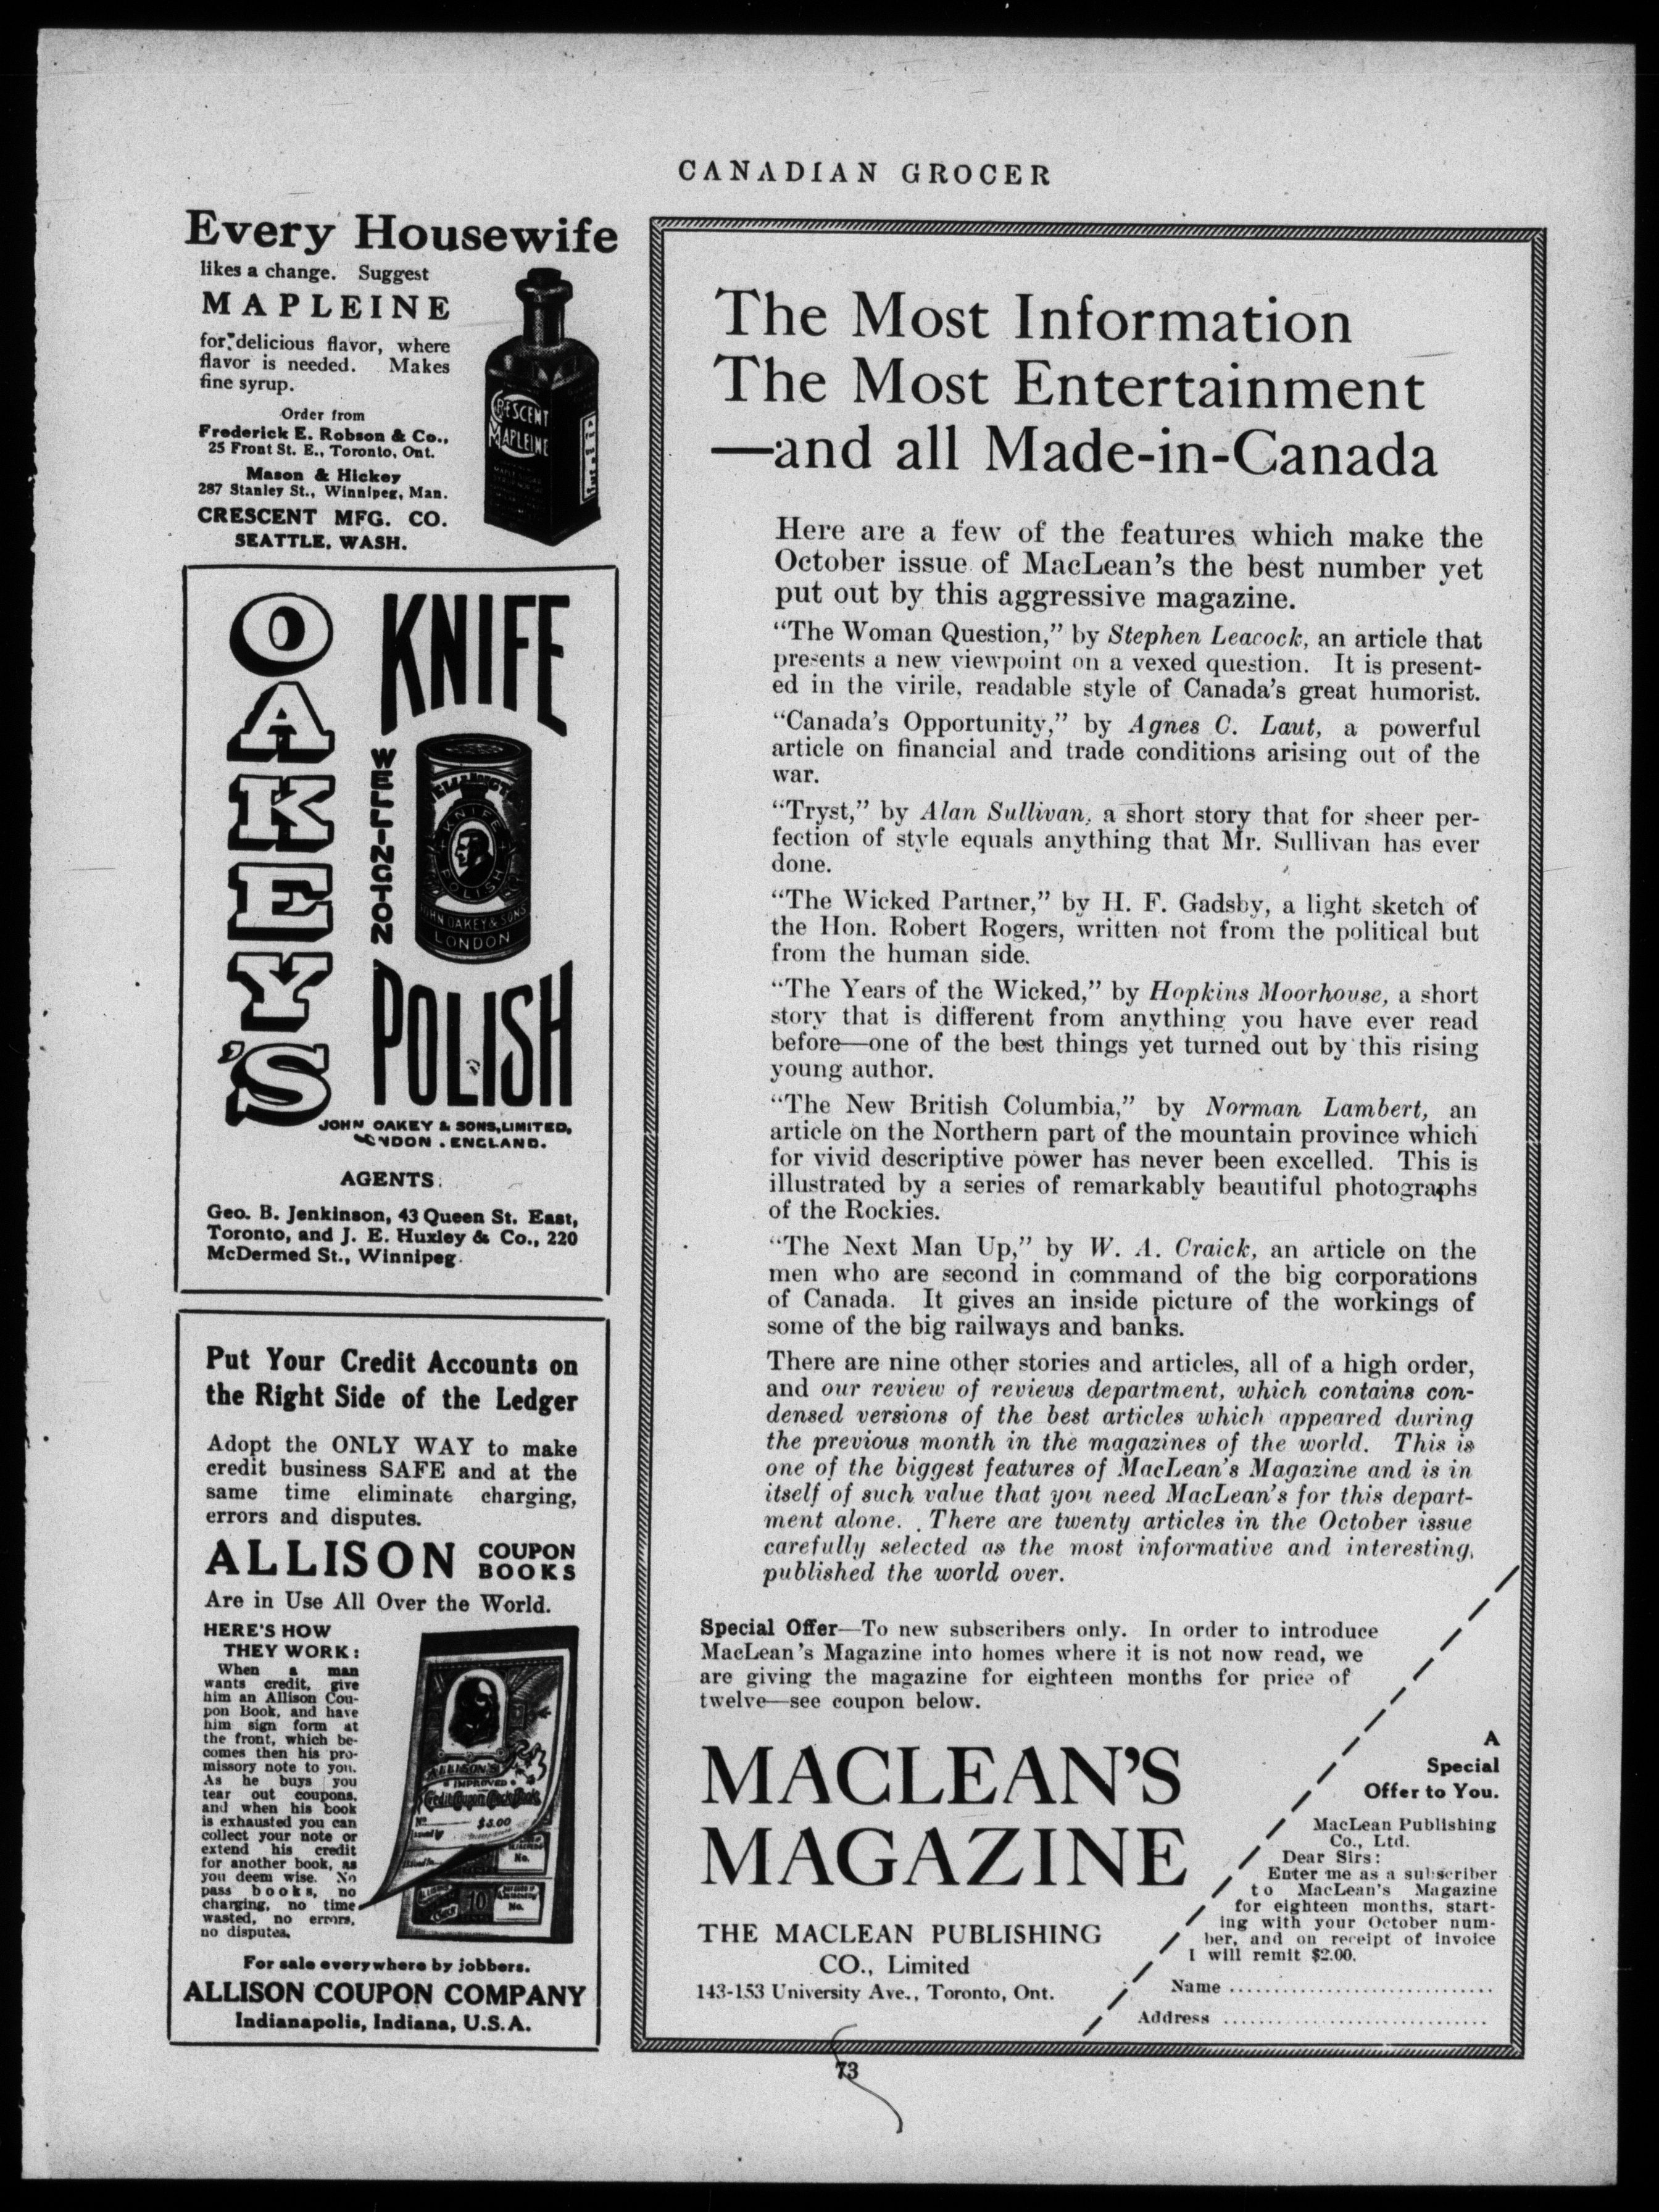 CANADIAN GROCER
Every Housewife
likes a change. Suggest
MAPLEINE
for delicious flavor, where
flavor is needed. Makes
fine syrup.
Order from
Frederick E. Robson & Co.,
25 Front St. E., Toronto, Ont.
Mason & Hickey
287 Stanley St., Winnipeg, Man.
CRESCENT MFG. CO.
SEATTLE, WASH.
CRESCENT
MAPLEINE
OAKEY'S
KNIFE
WELLINGTON
KNIFE
POLISH
JOHN OAKEY & SONS
LONDON
POLISH
JOHN OAKEY & SONS, LIMITED,
LONDON . ENGLAND.
AGENTS:
Geo. B. Jenkinson, 43 Queen St. East,
Toronto, and J. E. Huxley & Co., 220
McDermed St., Winnipeg.
Put Your Credit Accounts on
the Right Side of the Ledger
Adopt the ONLY WAY to make
credit business SAFE and at the
same time eliminate charging,
errors and disputes.
ALLISON COUPON
BOOKS
Are in Use All Over the World.
HERE'S HOW
THEY WORK:
When a man
wants credit, give
him an Allison Cou-
pon Book, and have
him sign form at
the front, which be-
comes then his pro-
missory note to you.
As he buys you
tear out coupons,
and when his book
is exhausted you can
collect your note or
extend his credit
for another book, as
you deem wise. No
pass books, no
charging, no time
wasted, no errors,
no disputes.
ALLISON'S
IMPROVED
Credit Coupon Check Book
No. $3.00
No.
10
No.
For sale everywhere by jobbers.
ALLISON COUPON COMPANY
Indianapolis, Indiana, U.S.A.
The Most Information
The Most Entertainment
—and all Made-in-Canada
Here are a few of the features which make the
October issue of MacLean's the best number yet
put out by this aggressive magazine.
"The Woman Question," by Stephen Leacock, an article that
presents a new viewpoint on a vexed question. It is present-
ed in the virile, readable style of Canada's great humorist.
"Canada's Opportunity," by Agnes C. Laut, a powerful
article on financial and trade conditions arising out of the
war.
"Tryst," by Alan Sullivan, a short story that for sheer per-
fection of style equals anything that Mr. Sullivan has ever
done.
"The Wicked Partner," by H. F. Gadsby, a light sketch of
the Hon. Robert Rogers, written not from the political but
from the human side.
"The Years of the Wicked," by Hopkins Moorhouse, a short
story that is different from anything you have ever read
before—one of the best things yet turned out by this rising
young author.
"The New British Columbia," by Norman Lambert, an
article on the Northern part of the mountain province which
for vivid descriptive power has never been excelled. This is
illustrated by a series of remarkably beautiful photographs
of the Rockies.
"The Next Man Up," by W. A. Craick, an article on the
men who are second in command of the big corporations
of Canada. It gives an inside picture of the workings of
some of the big railways and banks.
There are nine other stories and articles, all of a high order,
and our review of reviews department, which contains con-
densed versions of the best articles which appeared during
the previous month in the magazines of the world. This is
one of the biggest features of MacLean's Magazine and is in
itself of such value that you need MacLean's for this depart-
ment alone. There are twenty articles in the October issue
carefully selected as the most informative and interesting,
published the world over.
Special Offer—To new subscribers only. In order to introduce
MacLean's Magazine into homes where it is not now read, we
are giving the magazine for eighteen months for price of
twelve—see coupon below.
MACLEAN'S
MAGAZINE
THE MACLEAN PUBLISHING
CO., Limited
143-153 University Ave., Toronto, Ont.
A
Special
Offer to You.
MacLean Publishing
Co., Ltd.
Dear Sirs:
Enter me as a subscriber
to MacLean's Magazine
for eighteen months, start-
ing with your October num-
ber, and on receipt of invoice
I will remit $2.00.
Name ..............................
Address ..............................
73